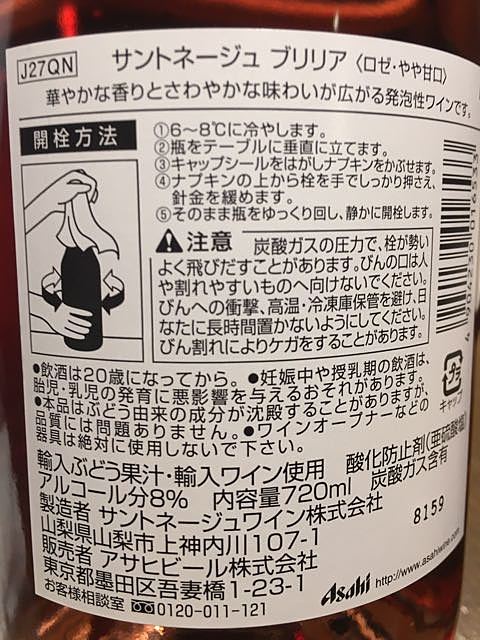 J27QN
サントネージュ ブリリア〈ロゼ・やや甘口〉
華やかな香りとさわやかな味わいが広がる発泡性ワインです。
開栓方法
①6~8℃に冷やします。
②瓶をテーブルに垂直に立てます。
③キャップシールをはがしナプキンをかぶせます。
④ナプキンの上から栓を手でしっかり押さえ、
針金を緩めます。
⑤そのまま瓶をゆっくり回し、静かに開栓します。
注意 炭酸ガスの圧力で、栓が勢い
よく飛びだすことがあります。びんの口は人
や割れやすいものへ向けないでください。
びんへの衝撃、高温・冷凍庫保管を避け、日
なたに長時間置かないようにしてください。
びん割れによりケガをすることがあります。
●飲酒は20歳になってから。●妊娠中や授乳期の飲酒は、
胎児・乳児の発育に悪影響を与えるおそれがあります。
●本品はぶどう由来の成分が沈殿することがありますが、
品質には問題ありません。●ワインオープナーなどの
器具は絶対に使用しないで下さい。
キャップ
輸入ぶどう果汁・輸入ワイン使用 酸化防止剤(亜硫酸塩)
アルコール分8% 内容量720ml 炭酸ガス含有
製造者 サントネージュワイン株式会社
山梨県山梨市上神内川107-1
8159
販売者 アサヒビール株式会社
東京都墨田区吾妻橋1-23-1
Asahi http://www.asahiwine.com
お客様相談室 0120-011-121
4904230016533